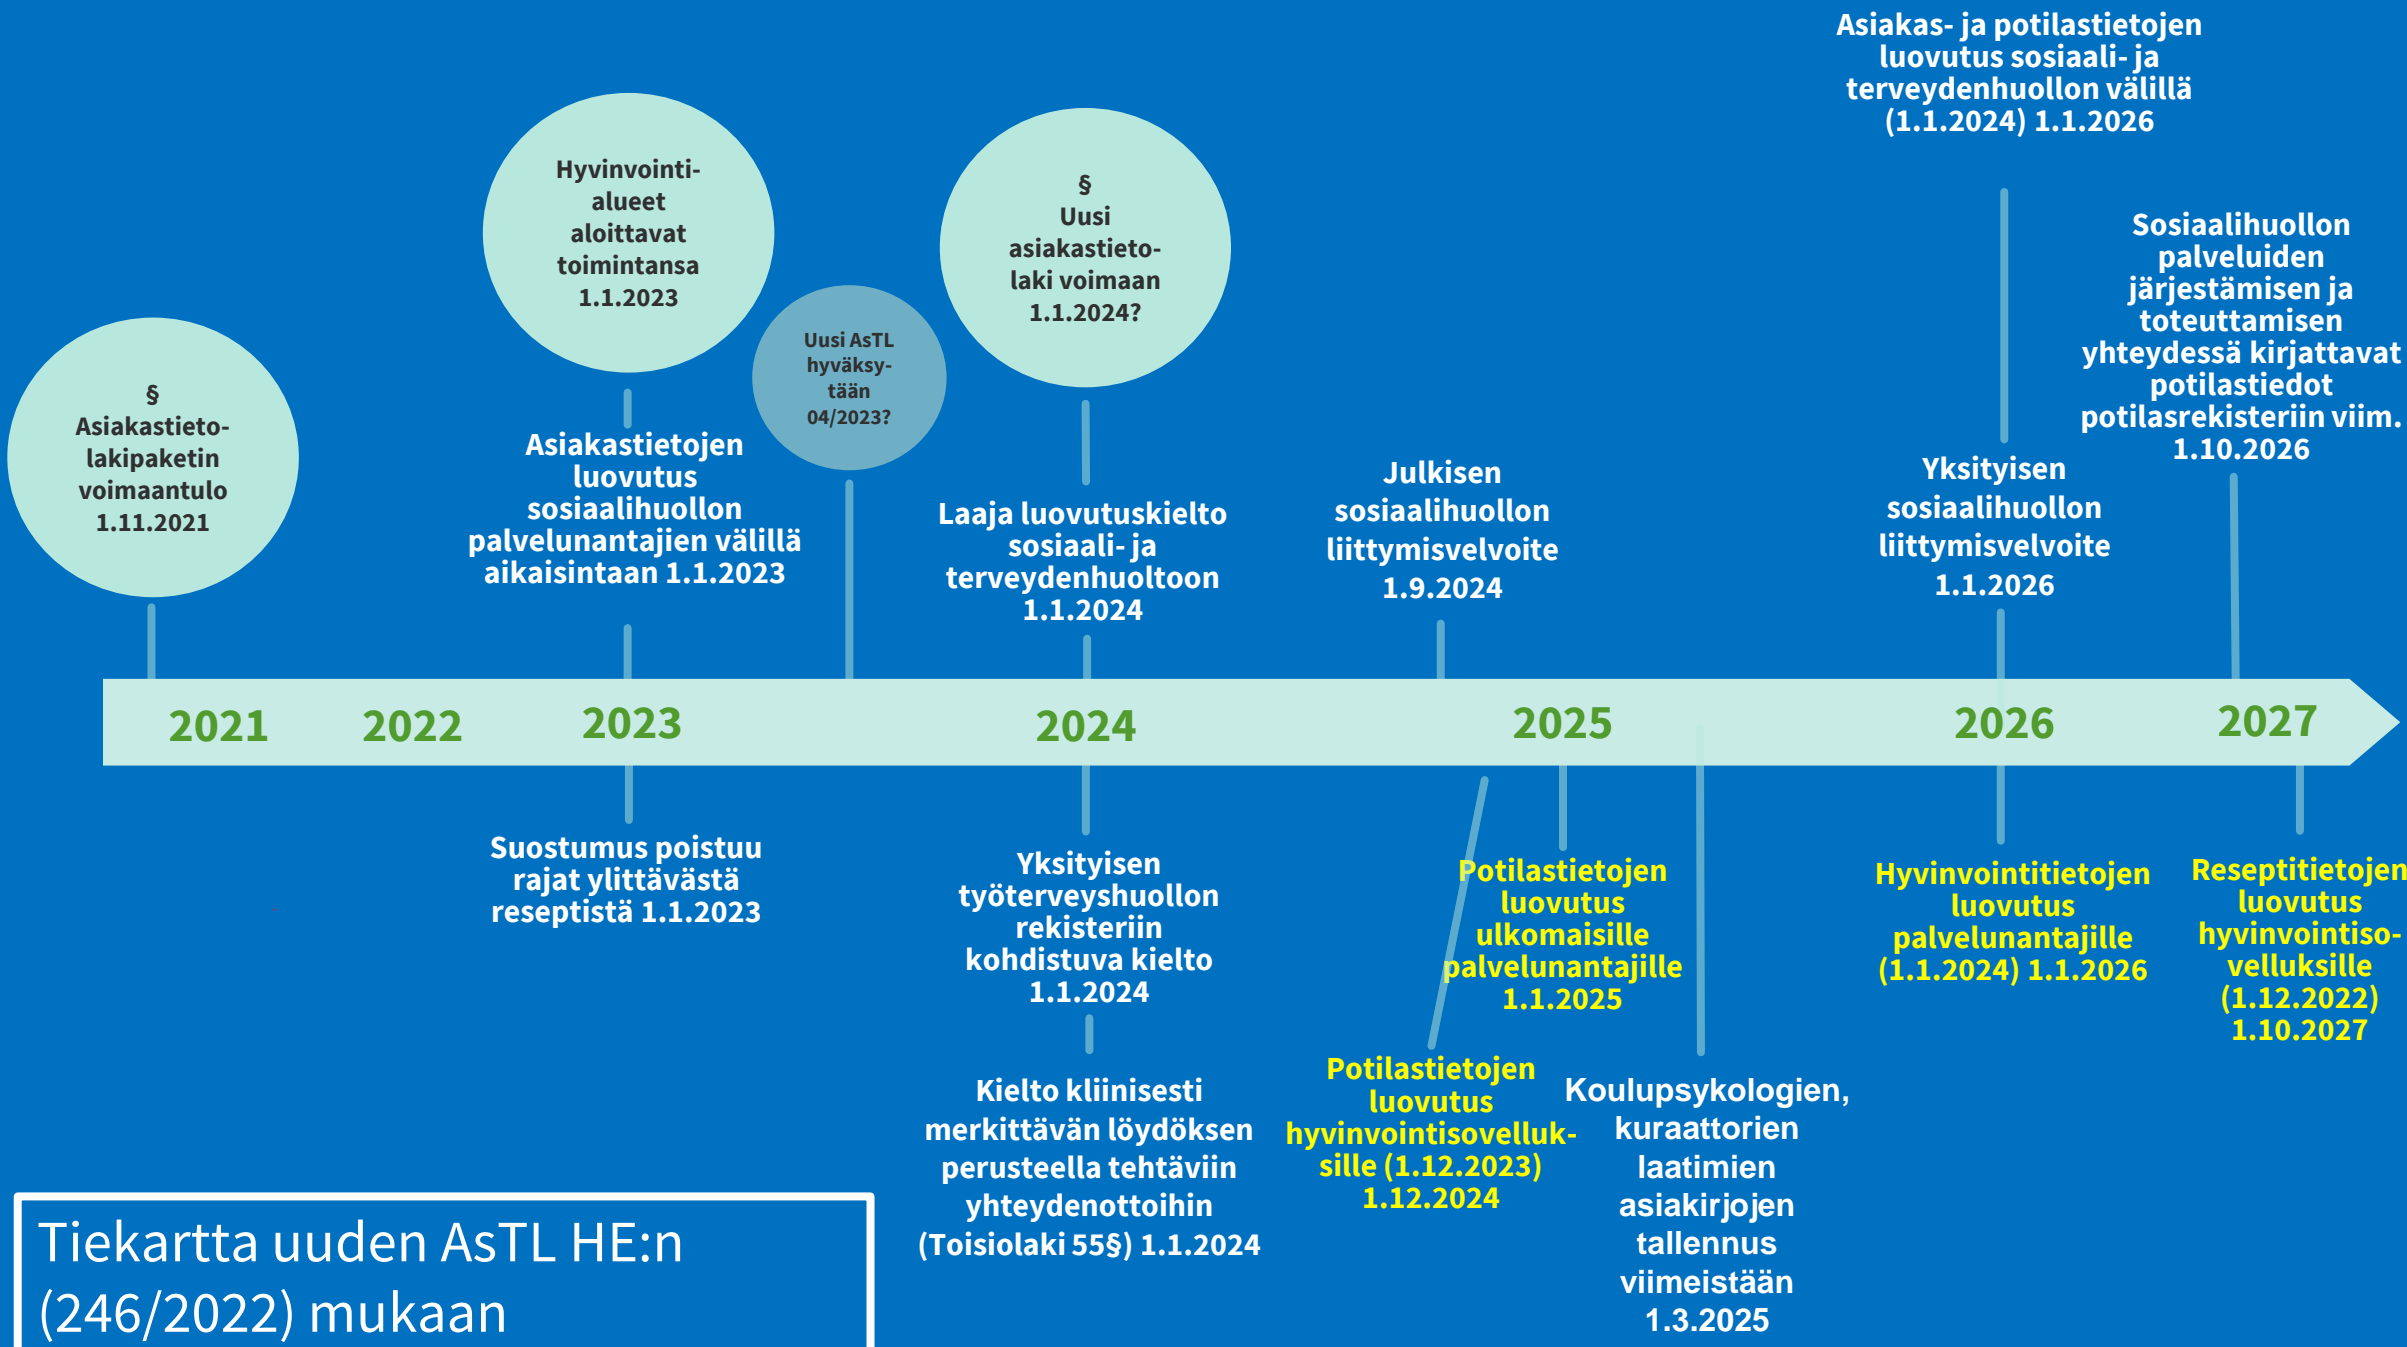 Asiakas- ja potilastietojen
luovutus sosiaali- ja
terveydenhuollon välillä
(1.1.2024) 1.1.2026
Hyvinvointi-
alueet
aloittavat
toimintansa
1.1.2023
§
Uusi
asiakastieto-
laki voimaan
1.1.2024?
Sosiaalihuollon
palveluiden
järjestämisen ja
toteuttamisen
yhteydessä kirjattavat
potilastiedot
potilasrekisteriin viim.
1.10.2026
Uusi AsTL
hyväksy-
tään
04/2023?
§
Asiakastieto-
lakipaketin
voimaantulo
1.11.2021
Asiakastietojen
luovutus
sosiaalihuollon
palvelunantajien välillä
aikaisintaan 1.1.2023
Laaja luovutuskielto
sosiaali- ja
terveydenhuoltoon
1.1.2024
Julkisen
sosiaalihuollon
liittymisvelvoite
1.9.2024
Yksityisen
sosiaalihuollon
liittymisvelvoite
1.1.2026
2021
2022
2023
2024
2025
2026
2027
Suostumus poistuu
rajat ylittävästä
reseptistä 1.1.2023
Yksityisen
työterveyshuollon
rekisteriin
kohdistuva kielto
1.1.2024
Potilastietojen
luovutus
ulkomaisille
palvelunantajille
1.1.2025
Hyvinvointitietojen
luovutus
palvelunantajille
(1.1.2024) 1.1.2026
Reseptitietojen
luovutus
hyvinvointiso-
velluksille
(1.12.2022)
1.10.2027
Kielto kliinisesti
merkittävän löydöksen
perusteella tehtäviin
yhteydenottoihin
(Toisiolaki 55§) 1.1.2024
Potilastietojen
luovutus
hyvinvointisovelluk-
sille (1.12.2023)
1.12.2024
Koulupsykologien,
kuraattorien
laatimien
asiakirjojen
tallennus
viimeistään
1.3.2025
Tiekartta uuden AsTL HE:n
(246/2022) mukaan